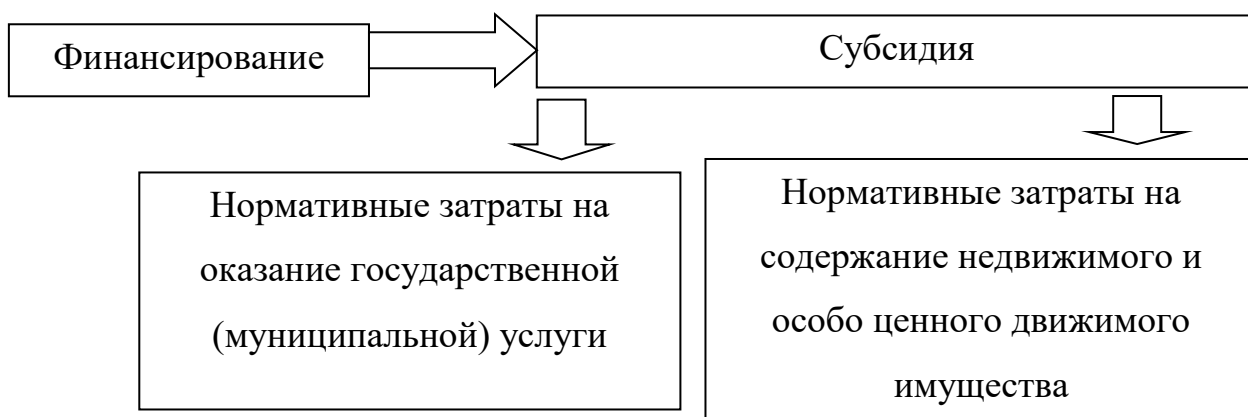 Финансирование
Субсидия
Нормативные затраты на
оказание государственной
(муниципальной) услуги
Нормативные затраты на
содержание недвижимого и
особо ценного движимого
имущества